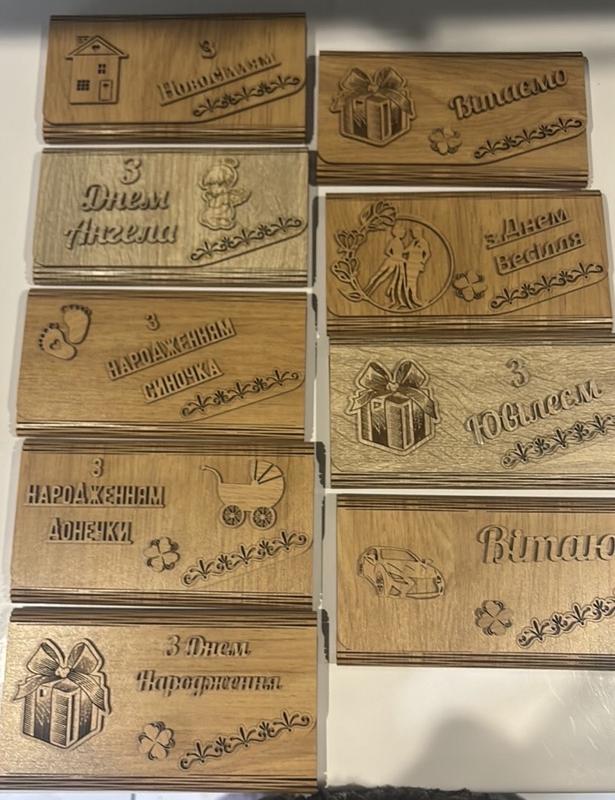 З
Новосіллям
З
Днем
Ангела
З
НАРОДЖЕННЯМ
СИНОЧКА
З
НАРОДЖЕННЯМ
ДОНЕЧКИ
З Днем
Народження
Вітаємо
з Днем
Весілля
З
Ювілеєм
Вітаю